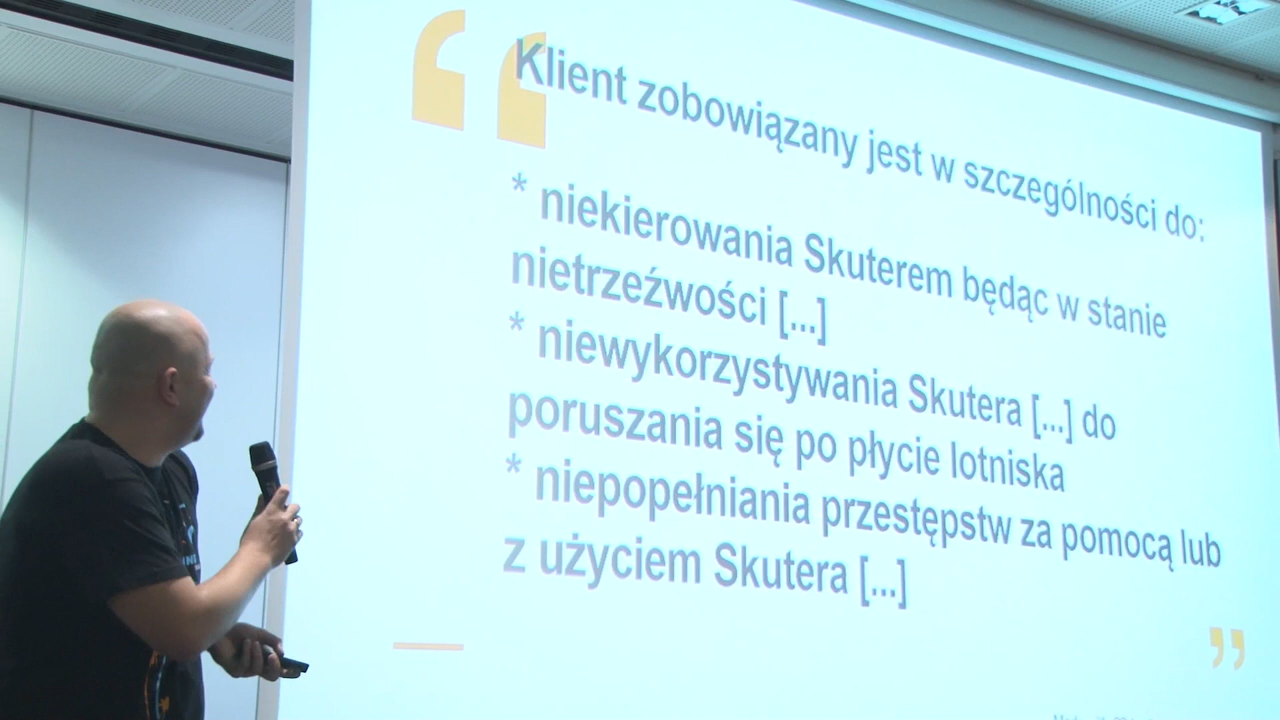 Klient zobowiązany jest w szczególności do:
* niekierowania Skuterem będąc w stanie
nietrzeźwości [...]
* niewykorzystywania Skutera [...] do
poruszania się po płycie lotniska
* niepopełniania przestępstw za pomocą lub
z użyciem Skutera [...]